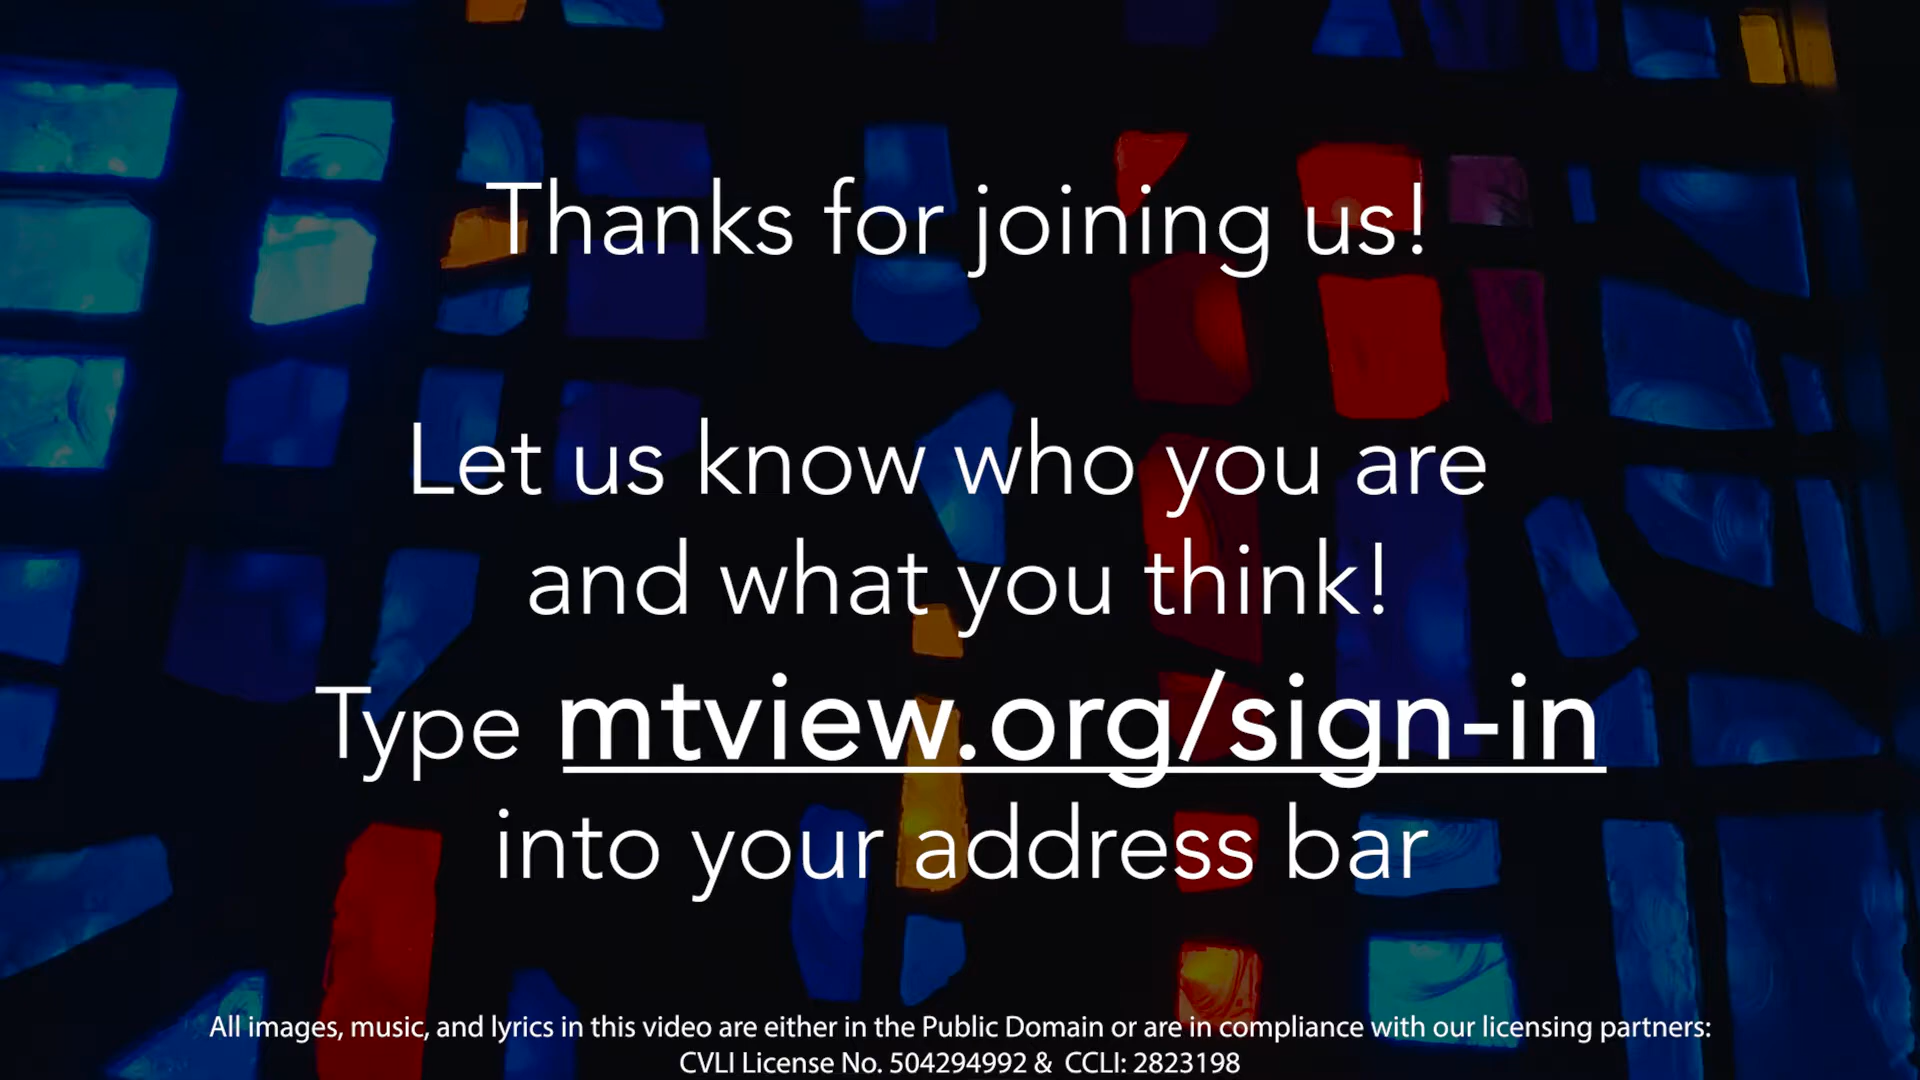 Thanks for joining us!
Let us know who you are
and what you think!
Type mtview.org/sign-in
into your address bar
All images, music, and lyrics in this video are either in the Public Domain or are in compliance with our licensing partners:
CVLI License No. 504294992 & CCLI: 2823198